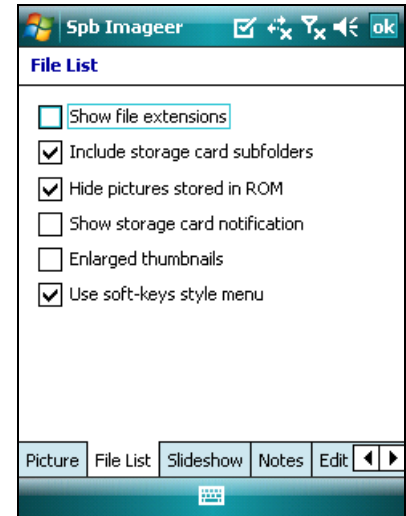 Spb Imageer ok
File List
Show file extensions
Include storage card subfolders
Hide pictures stored in ROM
Show storage card notification
Enlarged thumbnails
Use soft-keys style menu
Picture File List Slideshow Notes Edit